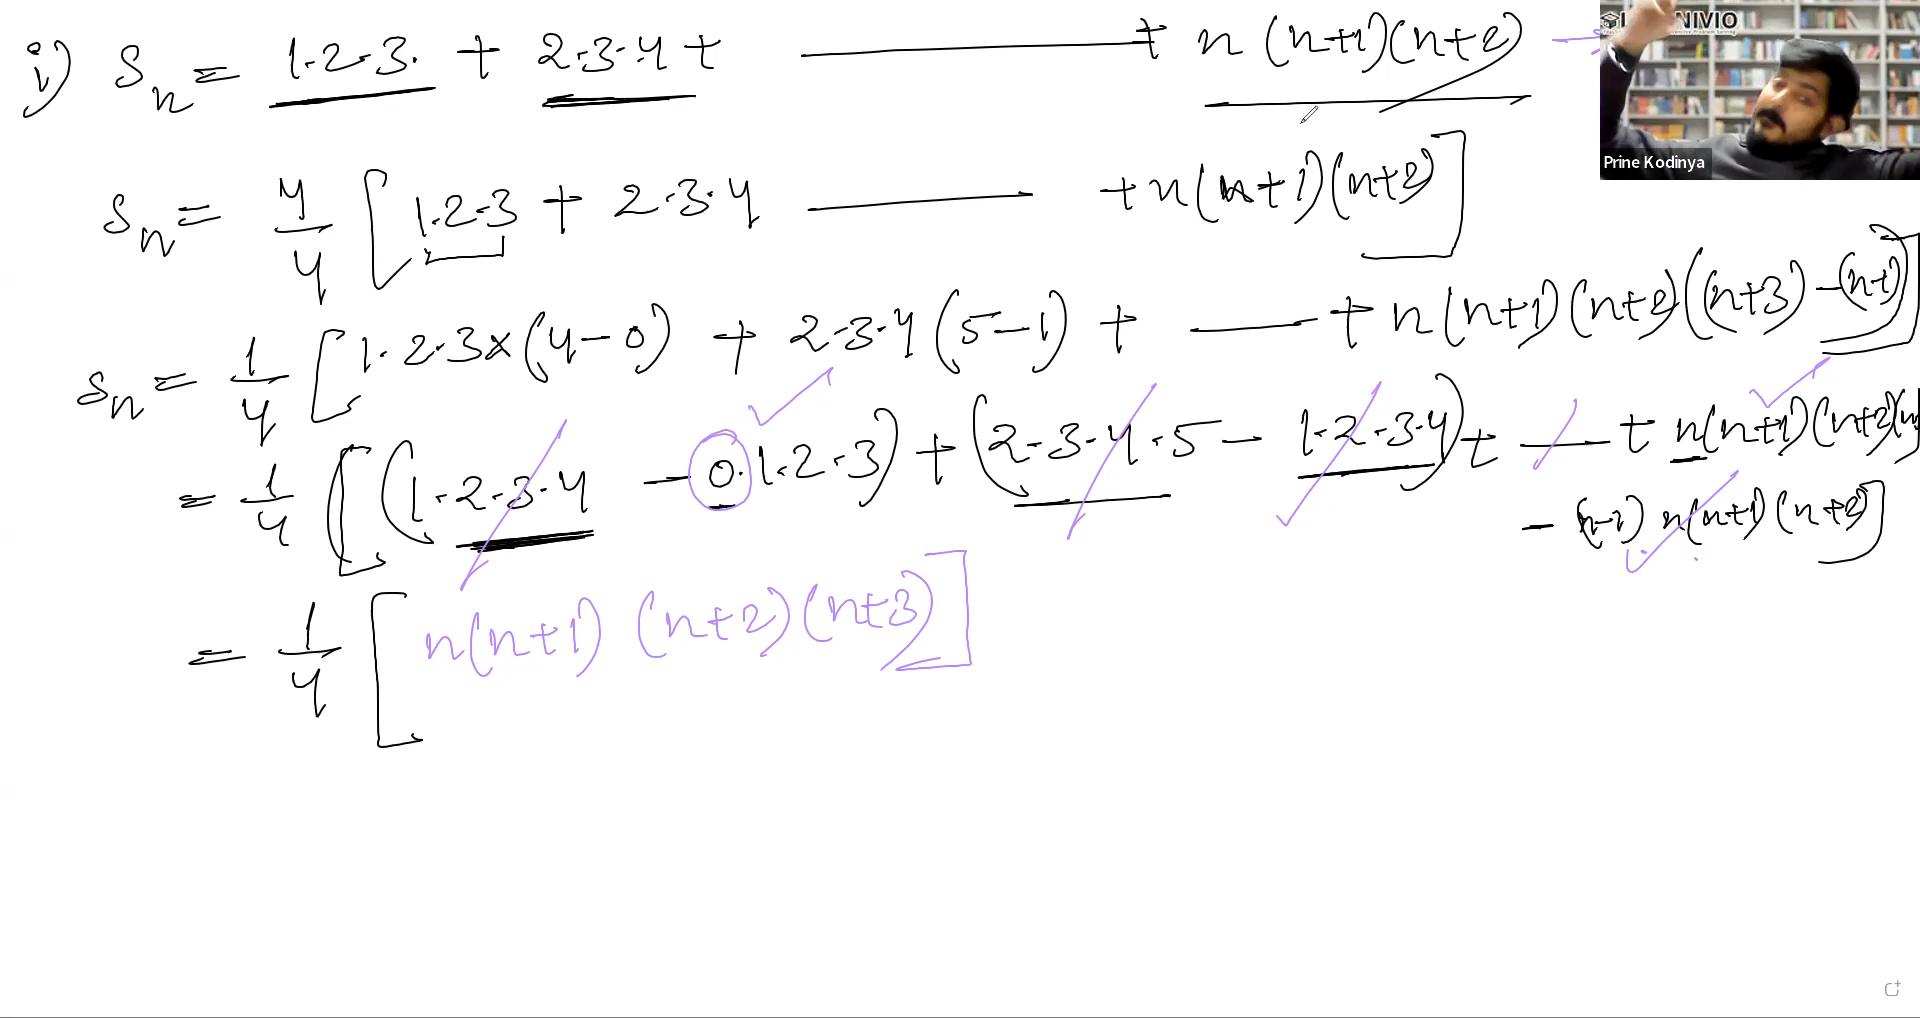 i) Sn = 1·2·3· + 2·3·4 + ——— + n(n+1)(n+2) →
NIVIO
Prine Kodinya
Sn = 4/4 [1·2·3 + 2·3·4 ——— + n(n+1)(n+2)]
Sn = 1/4 [1·2·3×(4-0) + 2·3·4(5-1) + ——— + n(n+1)(n+2)((n+3)-(n-1))]
= 1/4 [(1·2·3·4 - 0·1·2·3) + (2·3·4·5 - 1·2·3·4) + ——— + n(n+1)(n+2)(n
- (n-1) n(n+1)(n+2)]
= 1/4 [n(n+1)(n+2)(n+3)]